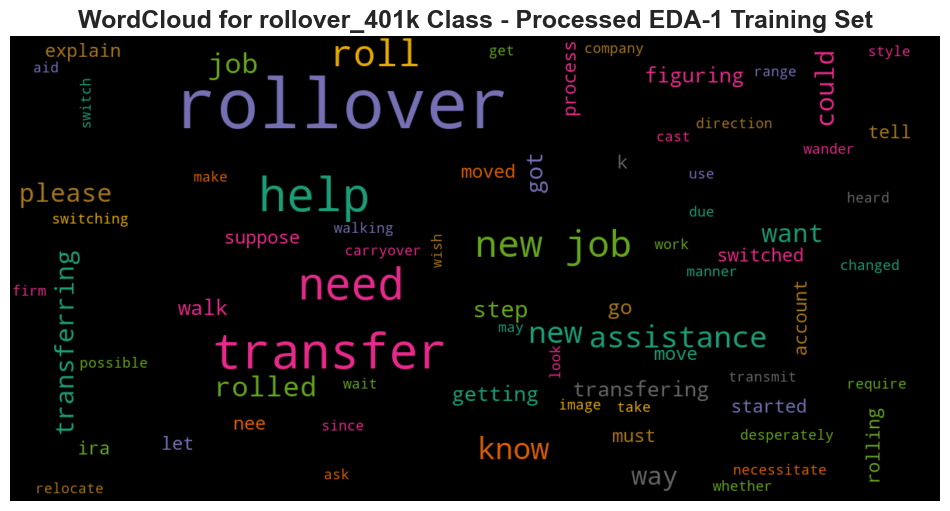 WordCloud for rollover_401k Class - Processed EDA-1 Training Set
explain
aid
switch
job
roll
get
company
process
figuring
range
could
style
rollover
direction
tell
cast
wander
please
make
help
moved
got
k
use
heard
switching
suppose
walking
carryover
wish
new job
due
work
want
switched
manner
changed
firm
transferring
need
walk
step
go
account
may
new
assistance
move
look
transfer
possible
rolled
wait
getting
transfering
transmit
require
image
take
started
nee
since
must
desperately
rolling
ira
let
know
way
necessitate
whether
ask
relocate